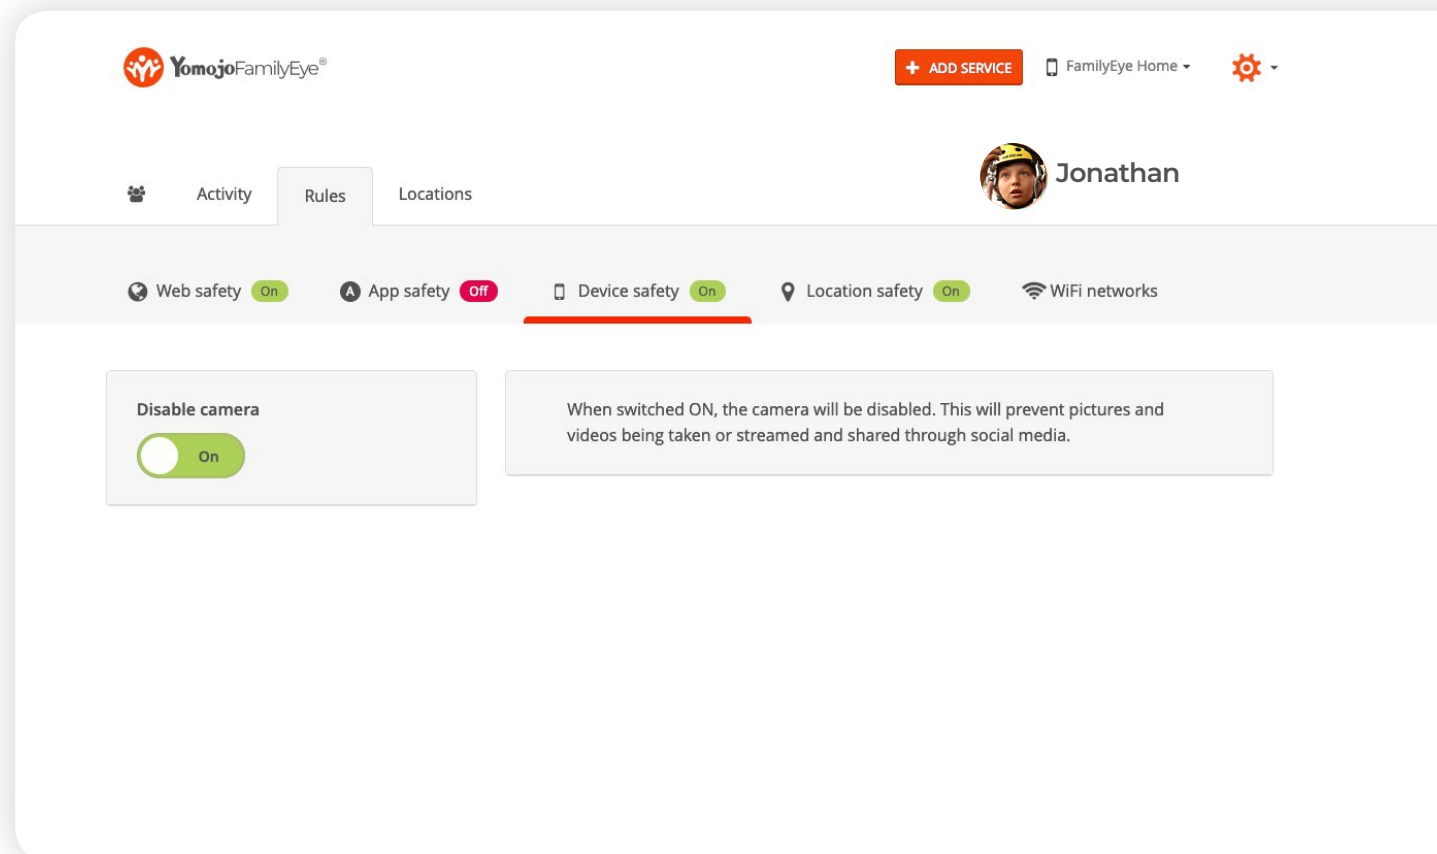 YomojoFamilyEye®
ADD SERVICE
FamilyEye Home
Jonathan
Activity
Rules
Locations
Web safety On
App safety Off
Device safety On
Location safety On
WiFi networks
Disable camera
On
When switched ON, the camera will be disabled. This will prevent pictures and
videos being taken or streamed and shared through social media.